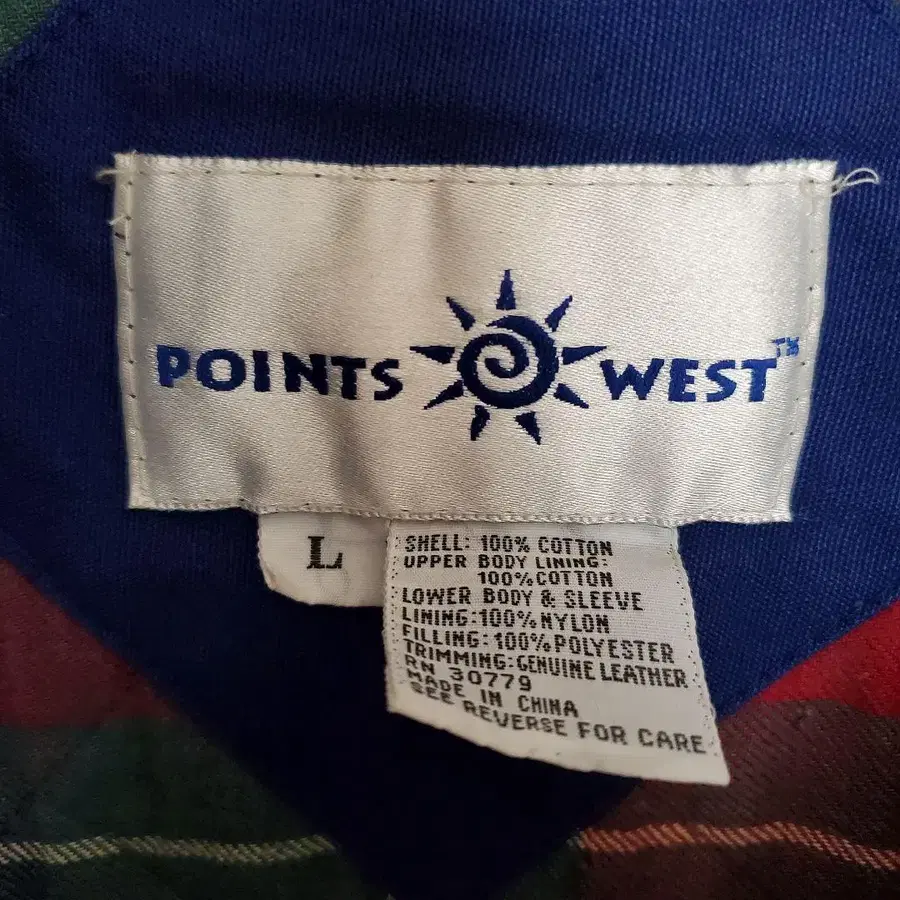 POINTS WEST™
L
SHELL: 100% COTTON
UPPER BODY LINING:
100% COTTON
LOWER BODY & SLEEVE
LINING: 100% NYLON
FILLING: 100% POLYESTER
TRIMMING: GENUINE LEATHER
RN 30779
MADE IN CHINA
SEE REVERSE FOR CARE